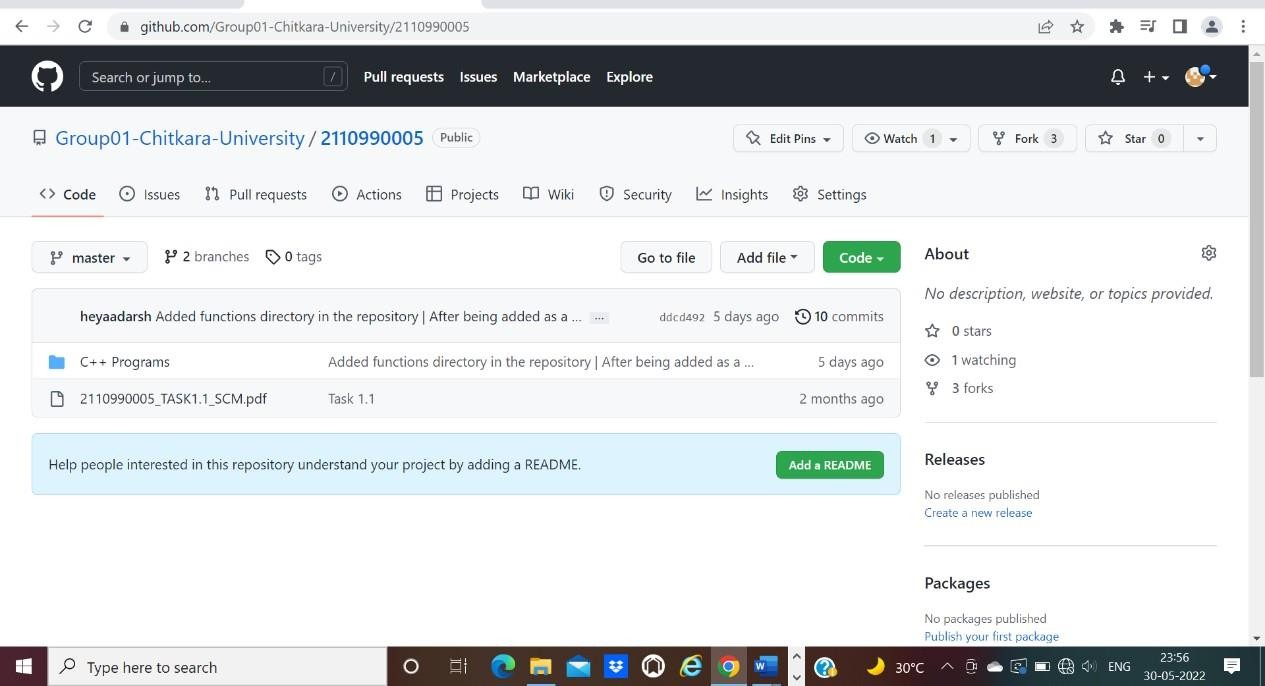 github.com/Group01-Chitkara-University/2110990005
Search or jump to... / Pull requests Issues Marketplace Explore
Group01-Chitkara-University / 2110990005 Public Edit Pins Watch 1 Fork 3 Star 0
Code Issues Pull requests Actions Projects Wiki Security Insights Settings
master 2 branches 0 tags Go to file Add file Code
heyaadarsh Added functions directory in the repository | After being added as a ... ... ddcd492 5 days ago 10 commits
C++ Programs Added functions directory in the repository | After being added as a ... 5 days ago
2110990005_TASK1.1_SCM.pdf Task 1.1 2 months ago
Help people interested in this repository understand your project by adding a README. Add a README
About
No description, website, or topics provided.
0 stars
1 watching
3 forks
Releases
No releases published
Create a new release
Packages
No packages published
Publish your first package
Type here to search 30°C ENG 23:56
30-05-2022